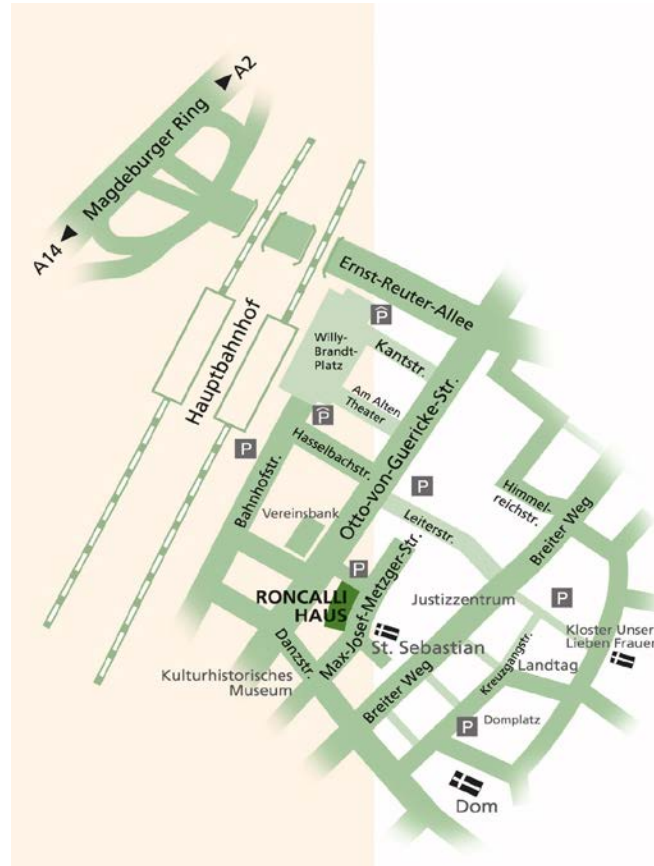 A2
Magdeburger Ring
A14
Ernst-Reuter-Allee
P
Hauptbahnhof
Willy-
Brandt-
Platz
Kantstr.
Am Alten
Theater
P
P
Hasselbachstr.
Otto-von-Guericke-Str.
Bahnhofstr.
P
Himmel-
reichstr.
Vereinsbank
Leiterstr.
Breiter Weg
P
RONCALLI
HAUS
Max-Josef-Metzger-Str.
Justizzentrum
P
Danzstr.
St. Sebastian
Kloster Unser
Lieben Frauen
Kulturhistorisches
Museum
Breiter Weg
Kreuzgangstr.
Landtag
P
Domplatz
Dom